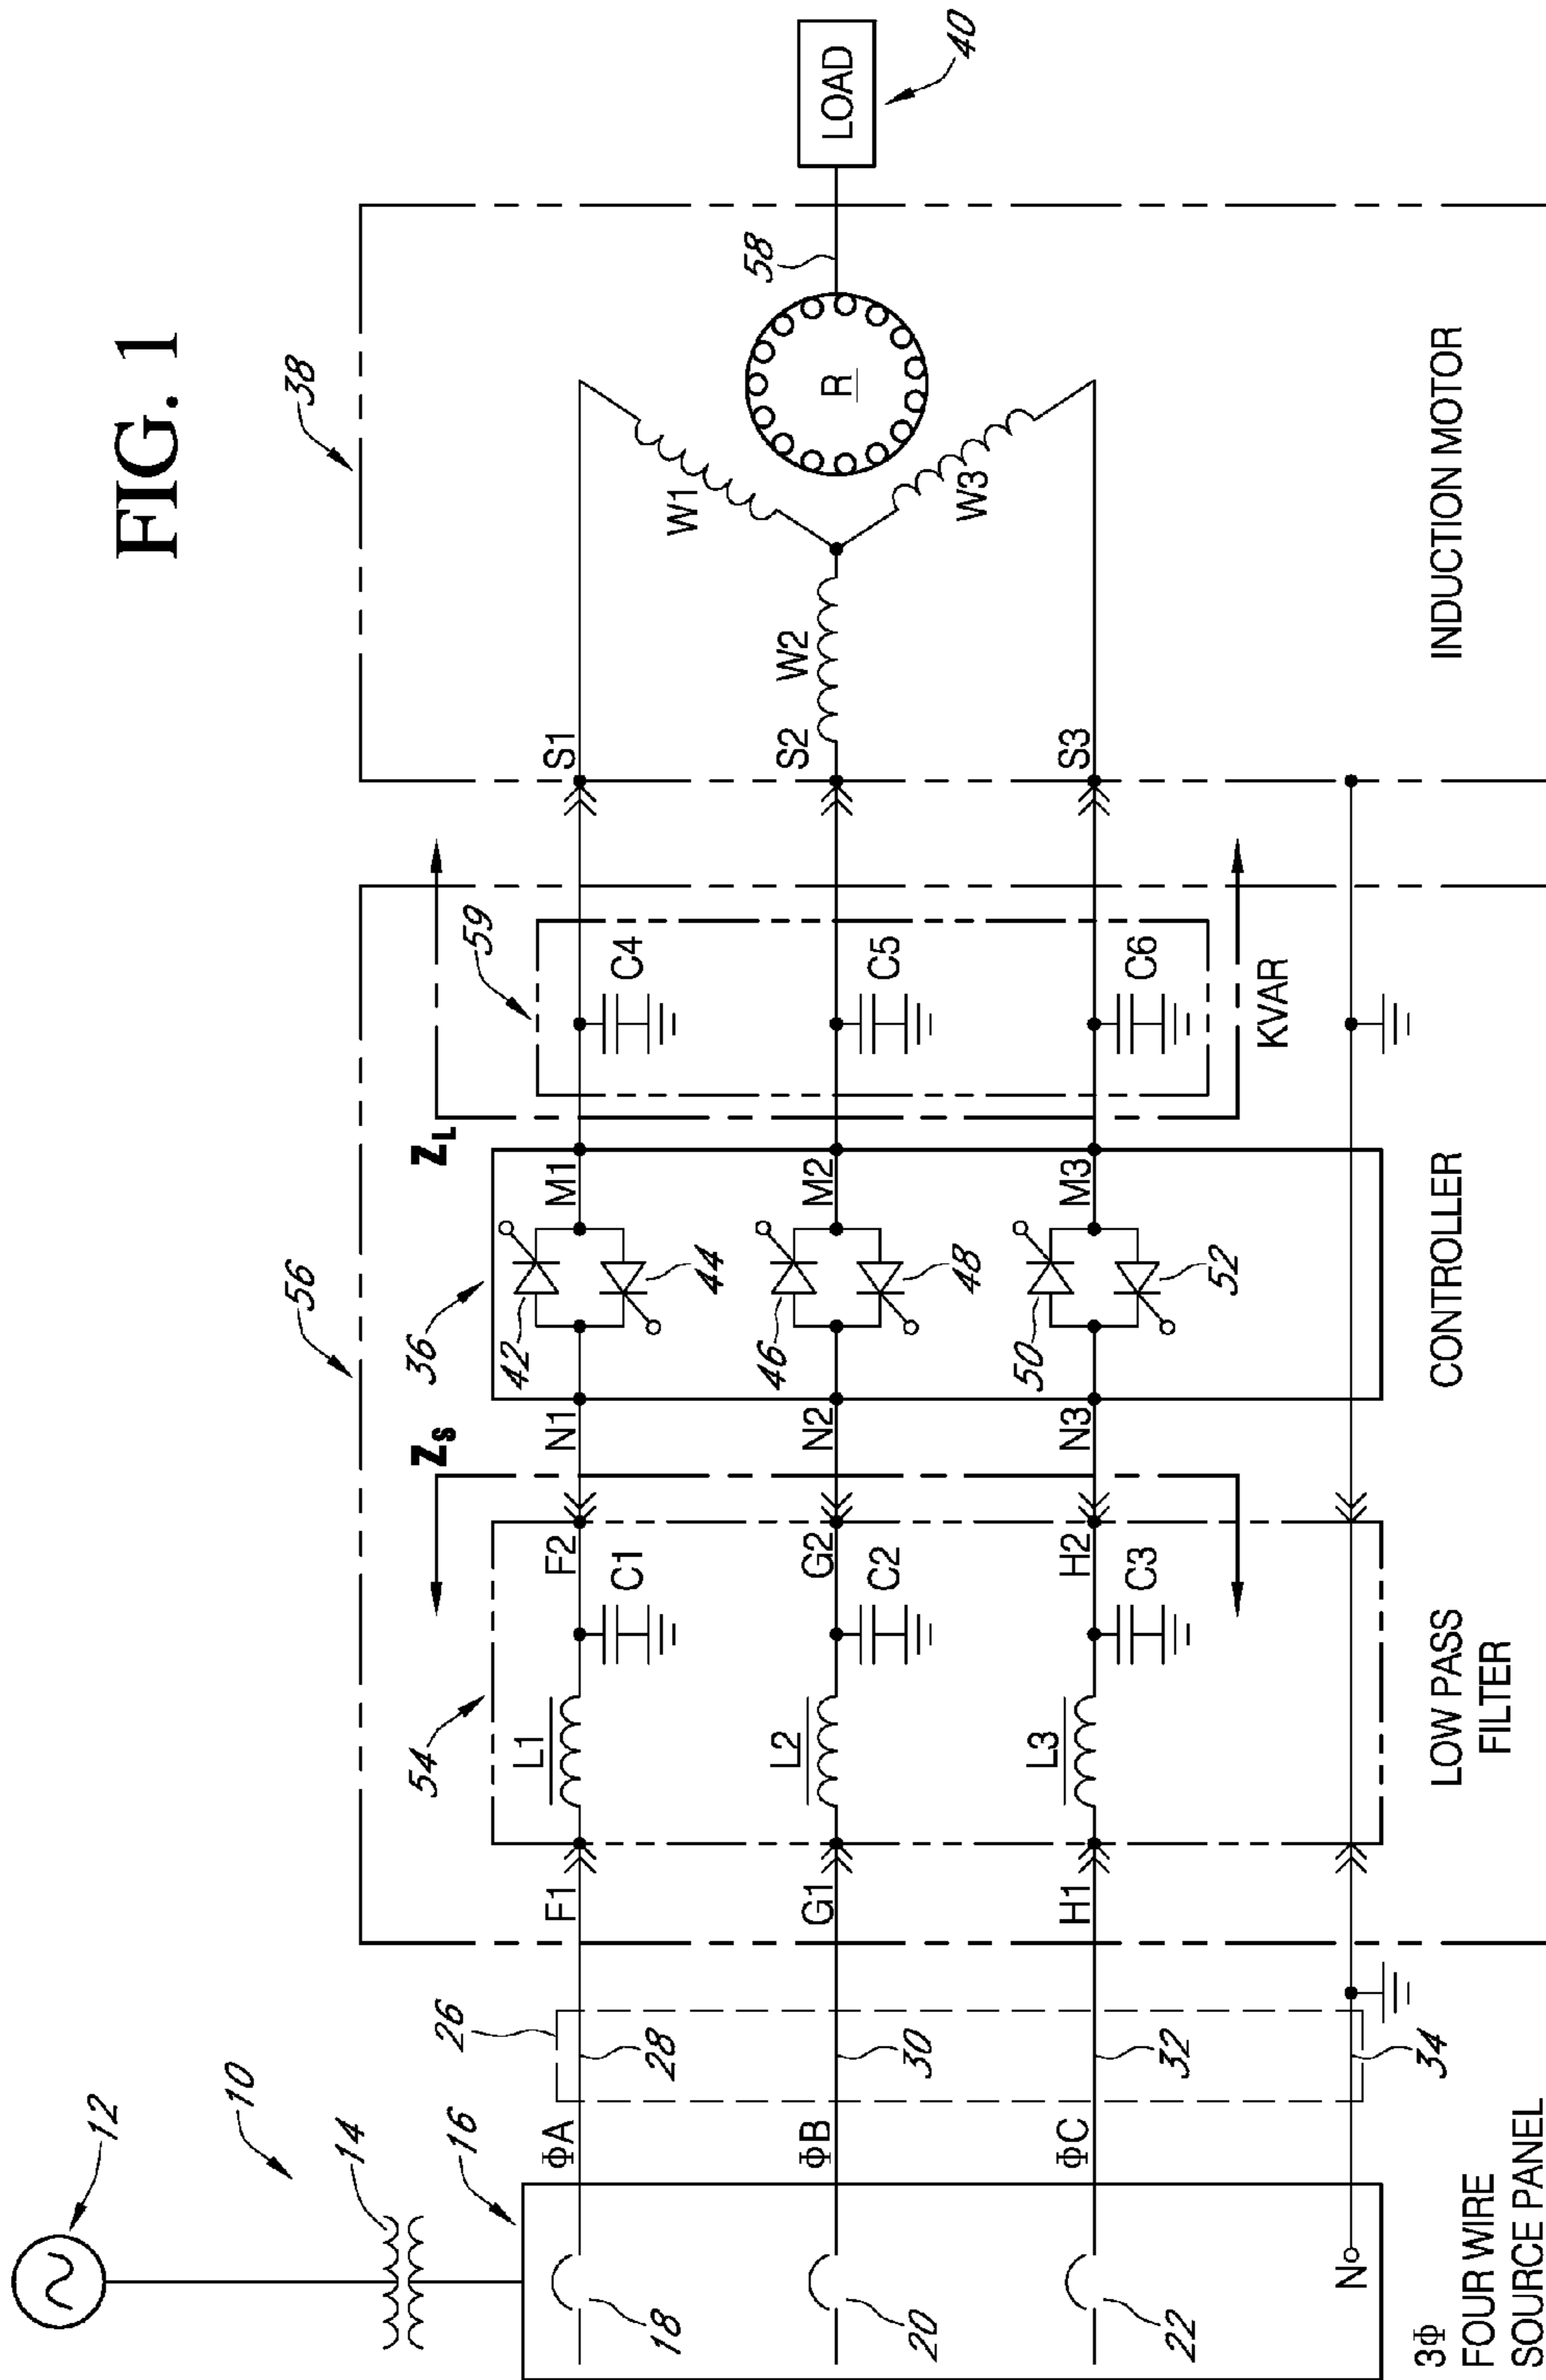 FIG. 1
12
10
14
16
18
20
22
ΦA
ΦB
ΦC
N
3Φ
FOUR WIRE
SOURCE PANEL
26
28
30
32
34
56
54
F1
G1
H1
L1
L2
L3
C1
C2
C3
F2
G2
H2
LOW PASS
FILTER
ZS
N1
N2
N3
36
42
44
46
48
50
52
M1
M2
M3
CONTROLLER
ZL
59
C4
C5
C6
KVAR
38
S1
S2
S3
W1
W2
W3
R
58
INDUCTION MOTOR
LOAD
40